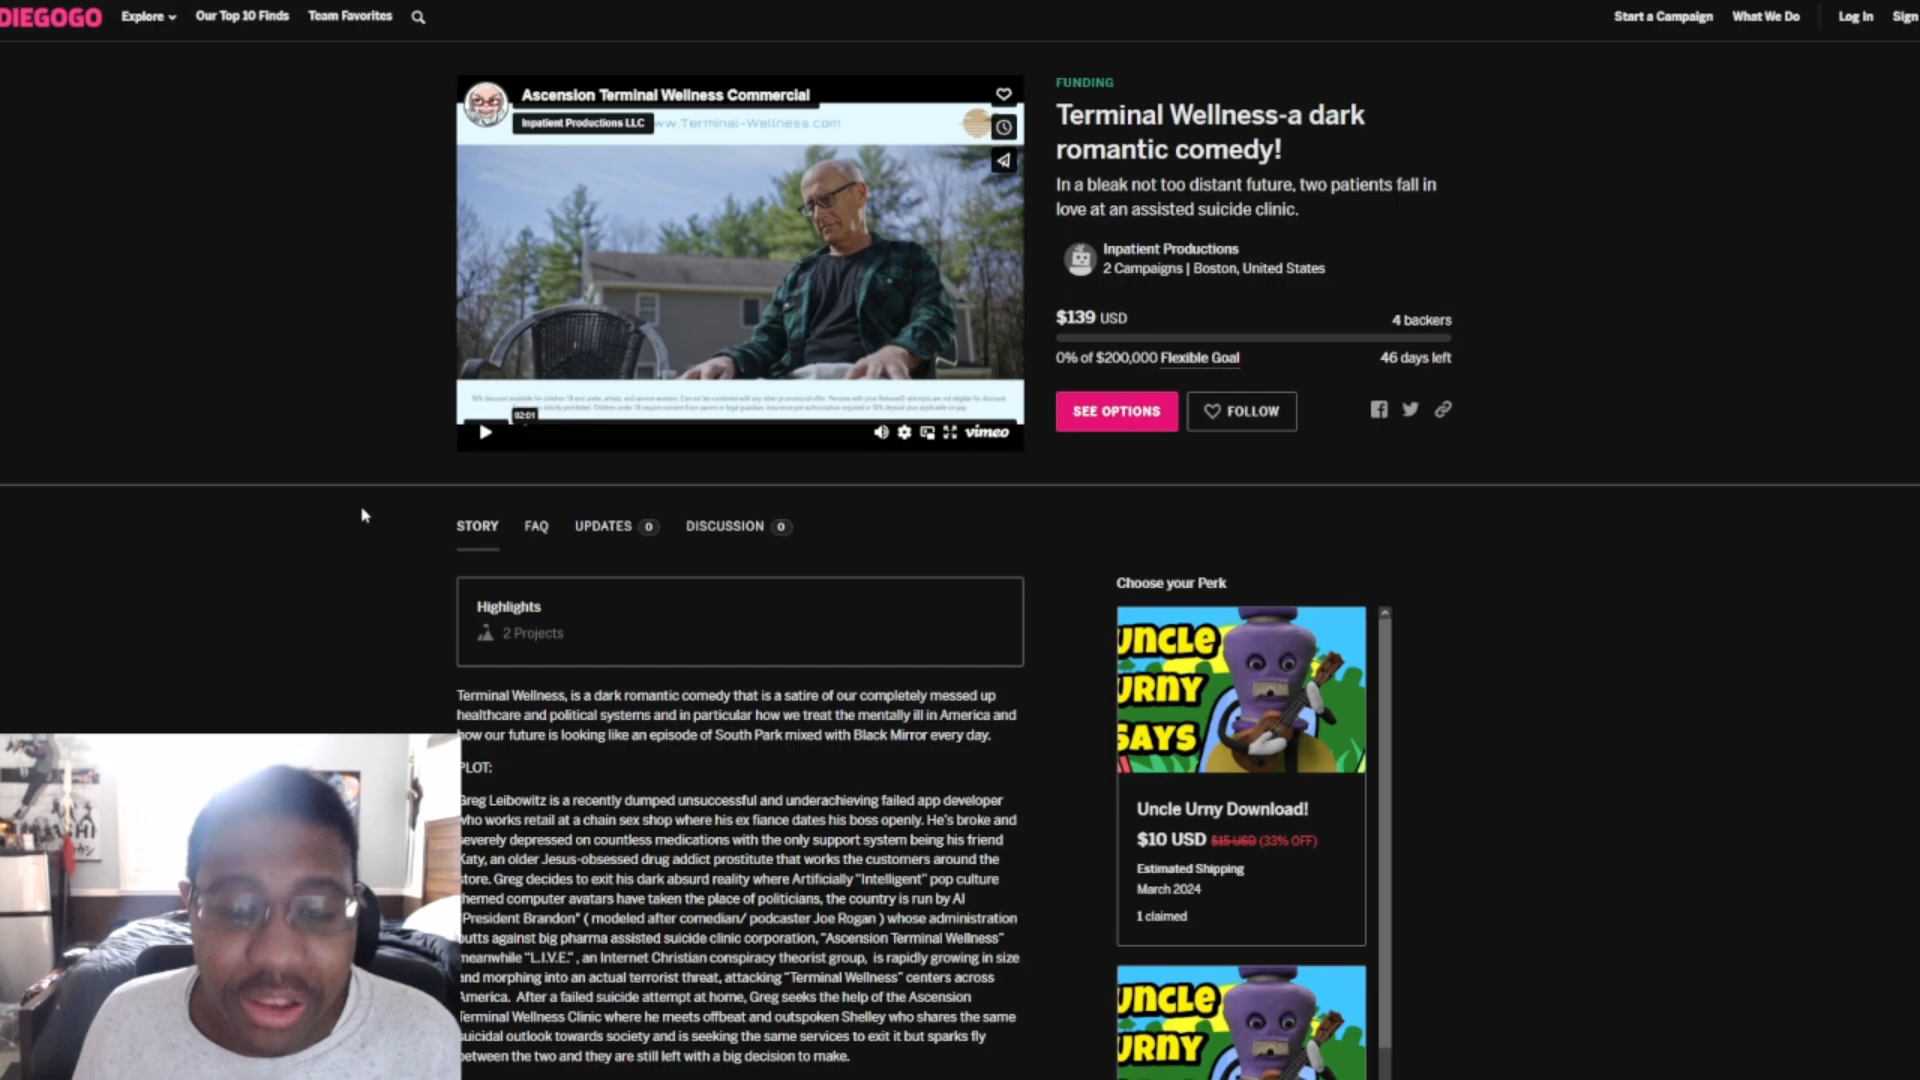 DIEGOGO
Explore
Our Top 10 Finds
Team Favorites
Start a Campaign
What We Do
Log In
Sign
Ascension Terminal Wellness Commercial
Inpatient Productions LLC
ww.Terminal-Wellness.com
02:01
vimeo
FUNDING
Terminal Wellness-a dark
romantic comedy!
In a bleak not too distant future, two patients fall in
love at an assisted suicide clinic.
Inpatient Productions
2 Campaigns | Boston, United States
$139 USD
4 backers
0% of $200,000 Flexible Goal
46 days left
SEE OPTIONS
FOLLOW
STORY
FAQ
UPDATES 0
DISCUSSION 0
Highlights
2 Projects
Terminal Wellness, is a dark romantic comedy that is a satire of our completely messed up
healthcare and political systems and in particular how we treat the mentally ill in America and
how our future is looking like an episode of South Park mixed with Black Mirror every day.
PLOT:
Greg Leibowitz is a recently dumped unsuccessful and underachieving failed app developer
who works retail at a chain sex shop where his ex fiance dates his boss openly. He's broke and
severely depressed on countless medications with the only support system being his friend
Katy, an older Jesus-obsessed drug addict prostitute that works the customers around the
store. Greg decides to exit his dark absurd reality where Artificially "Intelligent" pop culture
themed computer avatars have taken the place of politicians, the country is run by AI
"President Brandon" ( modeled after comedian/ podcaster Joe Rogan ) whose administration
butts against big pharma assisted suicide clinic corporation, "Ascension Terminal Wellness"
meanwhile "L.I.V.E." , an Internet Christian conspiracy theorist group, is rapidly growing in size
and morphing into an actual terrorist threat, attacking "Terminal Wellness" centers across
America. After a failed suicide attempt at home, Greg seeks the help of the Ascension
Terminal Wellness Clinic where he meets offbeat and outspoken Shelley who shares the same
suicidal outlook towards society and is seeking the same services to exit it but sparks fly
between the two and they are still left with a big decision to make.
Choose your Perk
UNCLE
URNY
SAYS
Uncle Urny Download!
$10 USD $15 USD (33% OFF)
Estimated Shipping
March 2024
1 claimed
UNCLE
URNY